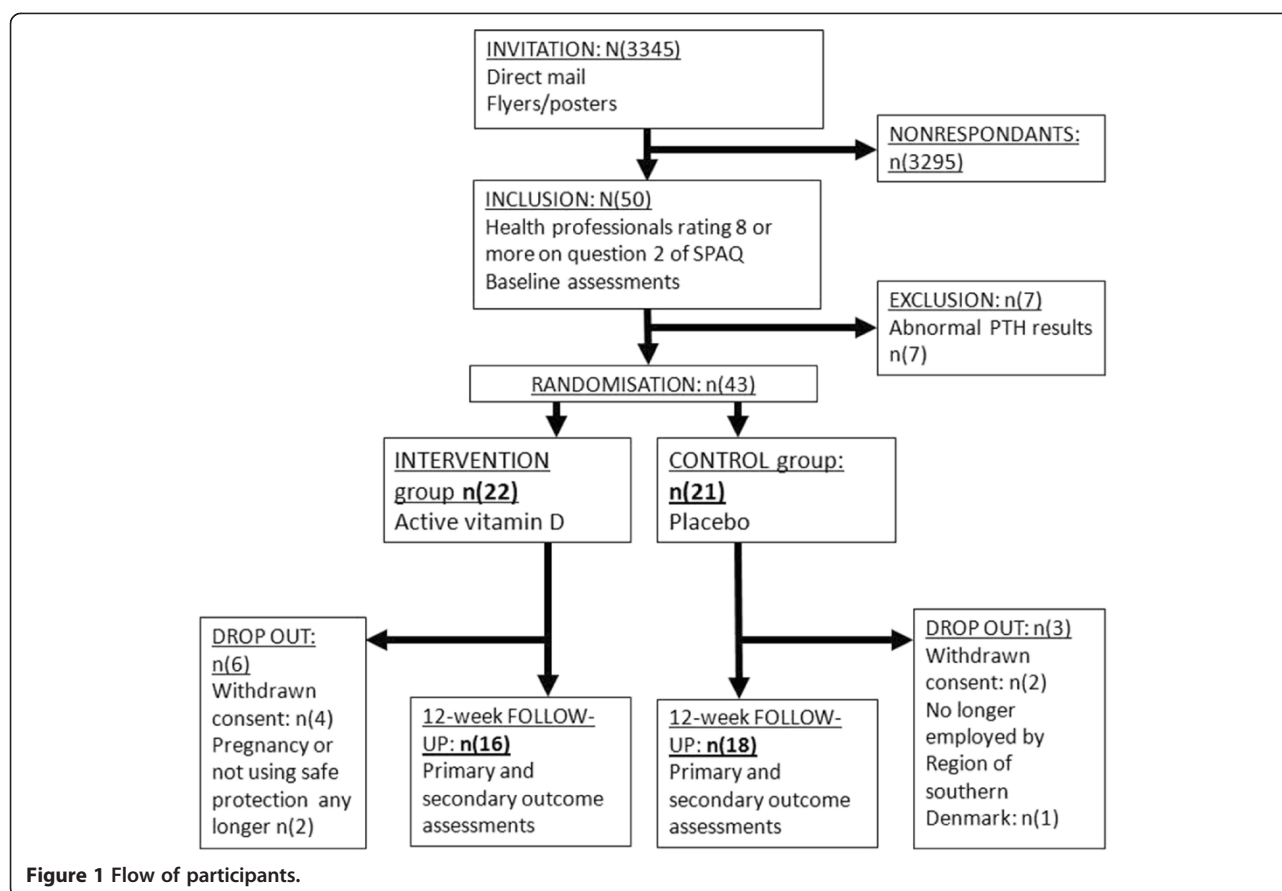 INVITATION: N(3345)
Direct mail
Flyers/posters
NONRESPONDANTS:
n(3295)
INCLUSION: N(50)
Health professionals rating 8 or
more on question 2 of SPAQ
Baseline assessments
EXCLUSION: n(7)
Abnormal PTH results
n(7)
RANDOMISATION: n(43)
INTERVENTION
group n(22)
Active vitamin D
CONTROL group:
n(21)
Placebo
DROP OUT:
n(6)
Withdrawn
consent: n(4)
Pregnancy or
not using safe
protection any
longer n(2)
12-week FOLLOW-
UP: n(16)
Primary and
secondary outcome
assessments
12-week FOLLOW-
UP: n(18)
Primary and
secondary outcome
assessments
DROP OUT: n(3)
Withdrawn
consent: n(2)
No longer
employed by
Region of
southern
Denmark: n(1)
Figure 1 Flow of participants.